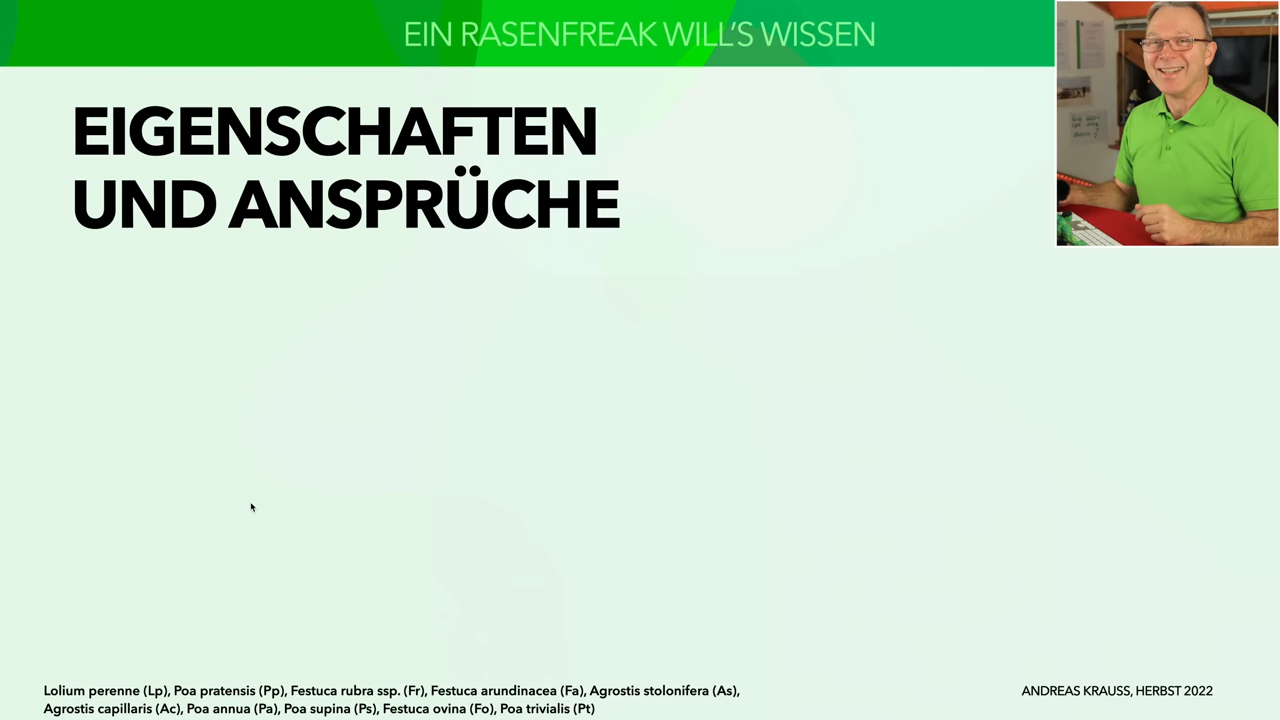 EIN RASENFREAK WILL'S WISSEN
EIGENSCHAFTEN
UND ANSPRÜCHE
Lolium perenne (Lp), Poa pratensis (Pp), Festuca rubra ssp. (Fr), Festuca arundinacea (Fa), Agrostis stolonifera (As),
Agrostis capillaris (Ac), Poa annua (Pa), Poa supina (Ps), Festuca ovina (Fo), Poa trivialis (Pt)
ANDREAS KRAUSS, HERBST 2022